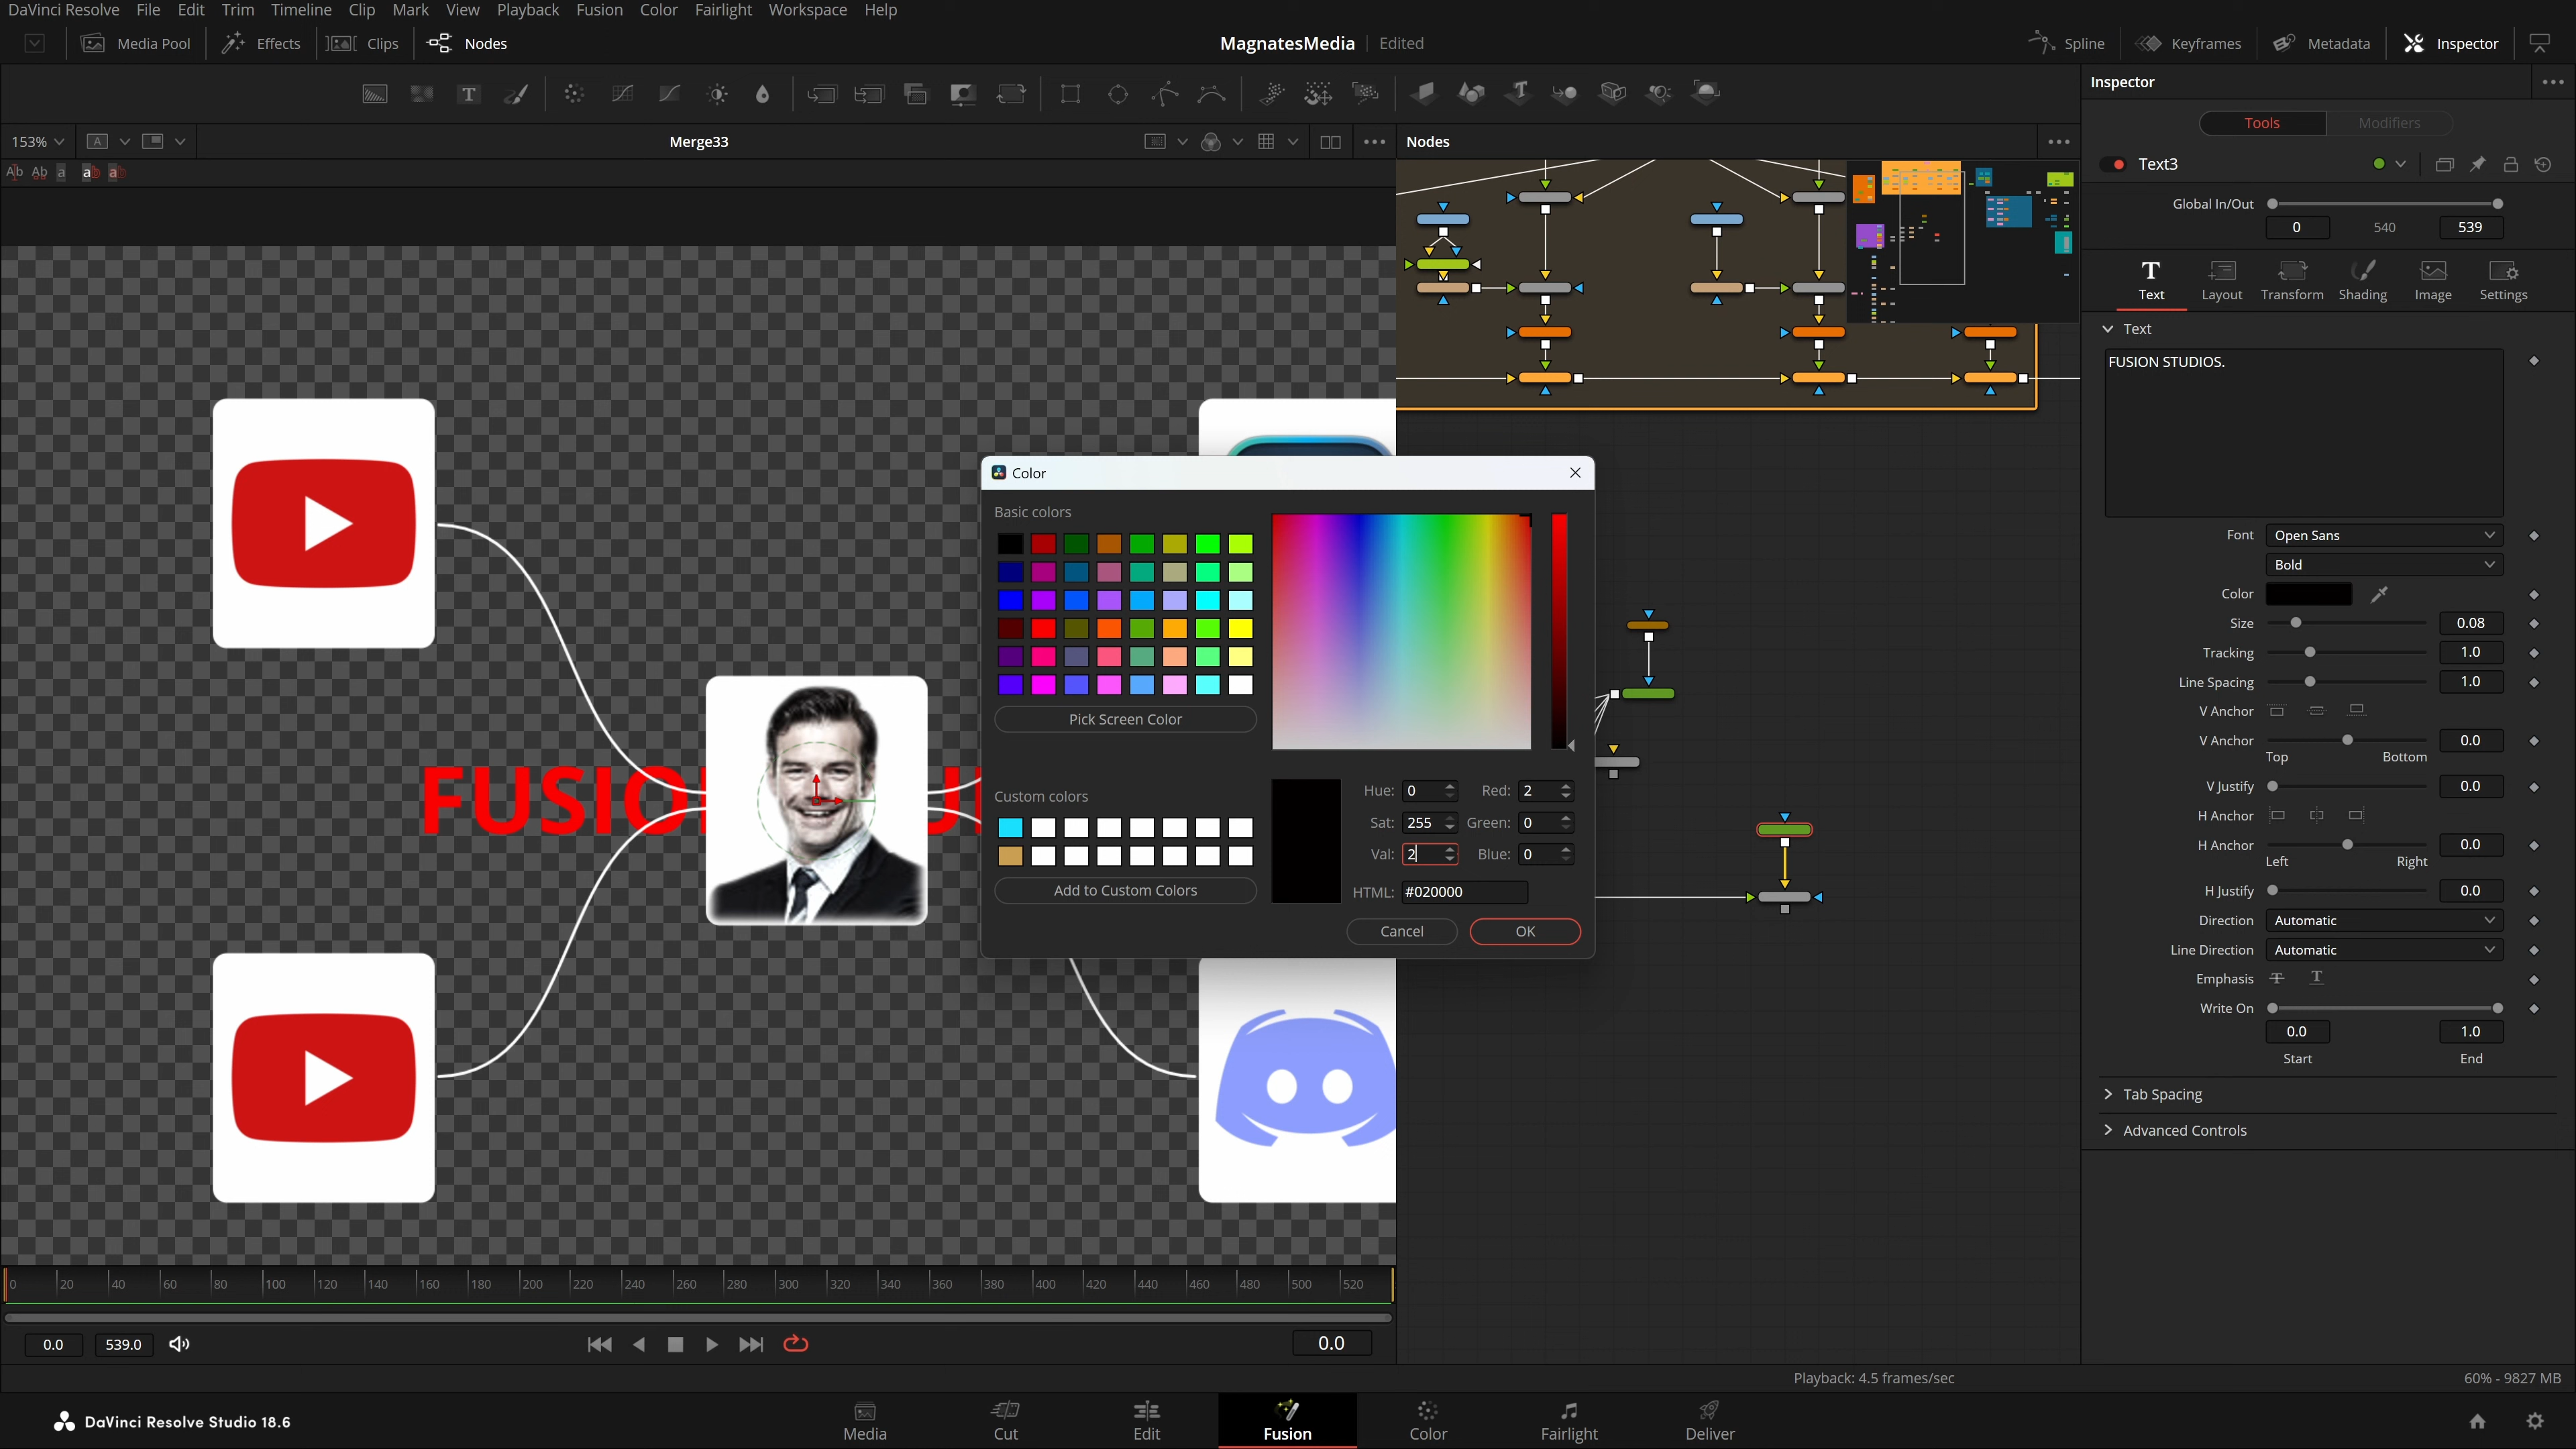 DaVinci Resolve File Edit Trim Timeline Clip Mark View Playback Fusion Color Fairlight Workspace Help
Media Pool Effects Clips Nodes MagnatesMedia Edited Spline Keyframes Metadata Inspector
Inspector
153% A Merge33 Nodes
Tools Modifiers
Ab Ab a ab ab
Text3
Global In/Out
0 540 539
Text Layout Transform Shading Image Settings
Text
FUSION STUDIOS.
Color
Basic colors
Pick Screen Color
Custom colors
Add to Custom Colors
Hue: 0 Red: 2
Sat: 255 Green: 0
Val: 2 Blue: 0
HTML: #020000
Cancel OK
Font Open Sans
Bold
Color
Size 0.08
Tracking 1.0
Line Spacing 1.0
V Anchor
V Anchor 0.0
Top Bottom
V Justify 0.0
H Anchor
H Anchor 0.0
Left Right
H Justify 0.0
Direction Automatic
Line Direction Automatic
Emphasis T T
Write On
0.0 1.0
Start End
Tab Spacing
Advanced Controls
0 20 40 60 80 100 120 140 160 180 200 220 240 260 280 300 320 340 360 380 400 420 440 460 480 500 520
0.0 539.0 0.0
Playback: 4.5 frames/sec 60% - 9827 MB
DaVinci Resolve Studio 18.6 Media Cut Edit Fusion Color Fairlight Deliver